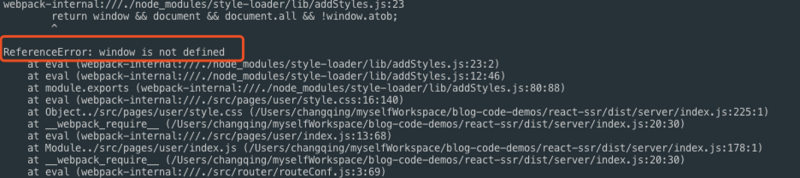 webpack-internal:///./node_modules/style-loader/lib/addStyles.js:23
return window && document && document.all && !window.atob;
^
ReferenceError: window is not defined
at eval (webpack-internal:///./node_modules/style-loader/lib/addStyles.js:23:2)
at eval (webpack-internal:///./node_modules/style-loader/lib/addStyles.js:12:46)
at module.exports (webpack-internal:///./node_modules/style-loader/lib/addStyles.js:80:88)
at eval (webpack-internal:///./src/pages/user/style.css:16:140)
at Object../src/pages/user/style.css (/Users/changqing/myselfWorkspace/blog-code-demos/react-ssr/dist/server/index.js:225:1)
at __webpack_require__ (/Users/changqing/myselfWorkspace/blog-code-demos/react-ssr/dist/server/index.js:20:30)
at eval (webpack-internal:///./src/pages/user/index.js:13:68)
at Module../src/pages/user/index.js (/Users/changqing/myselfWorkspace/blog-code-demos/react-ssr/dist/server/index.js:178:1)
at __webpack_require__ (/Users/changqing/myselfWorkspace/blog-code-demos/react-ssr/dist/server/index.js:20:30)
at eval (webpack-internal:///./src/router/routeConf.js:3:69)